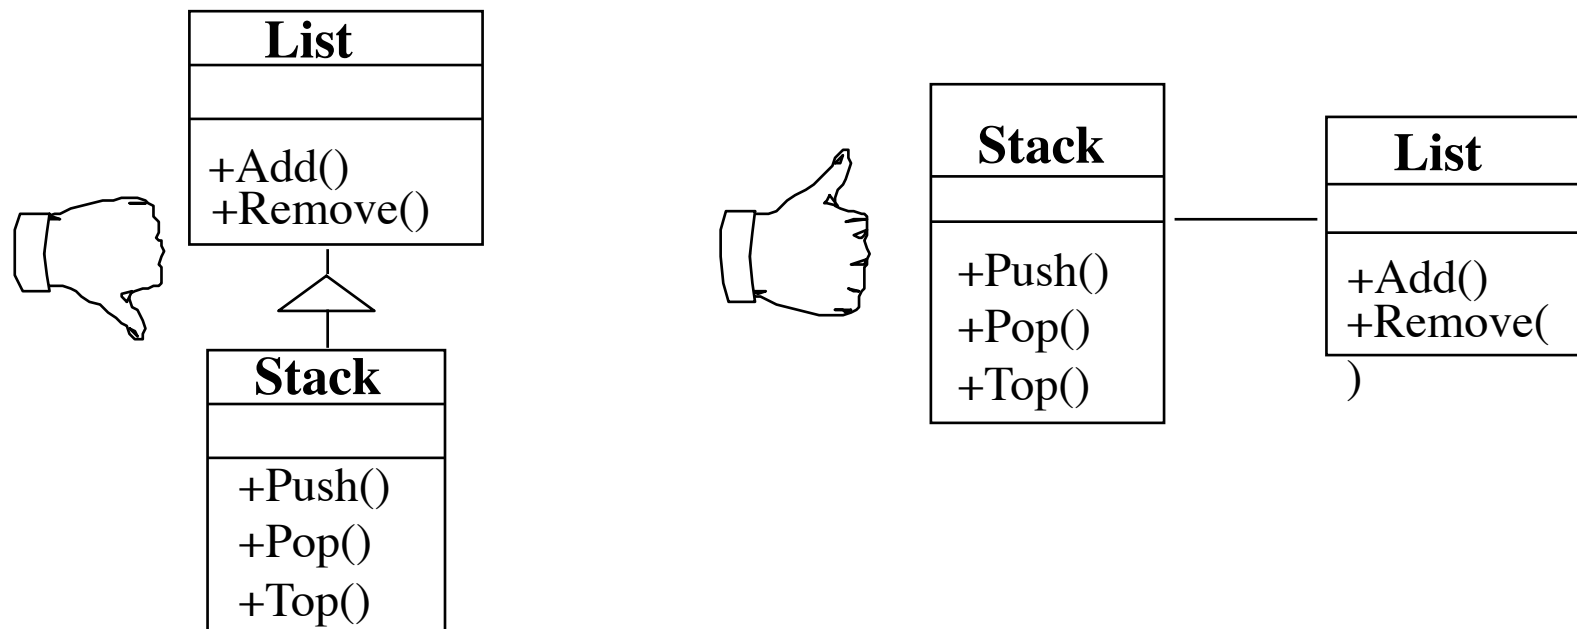 List
+Add()
+Remove()
Stack
+Push()
+Pop()
+Top()
Stack
+Push()
+Pop()
+Top()
List
+Add()
+Remove(
)